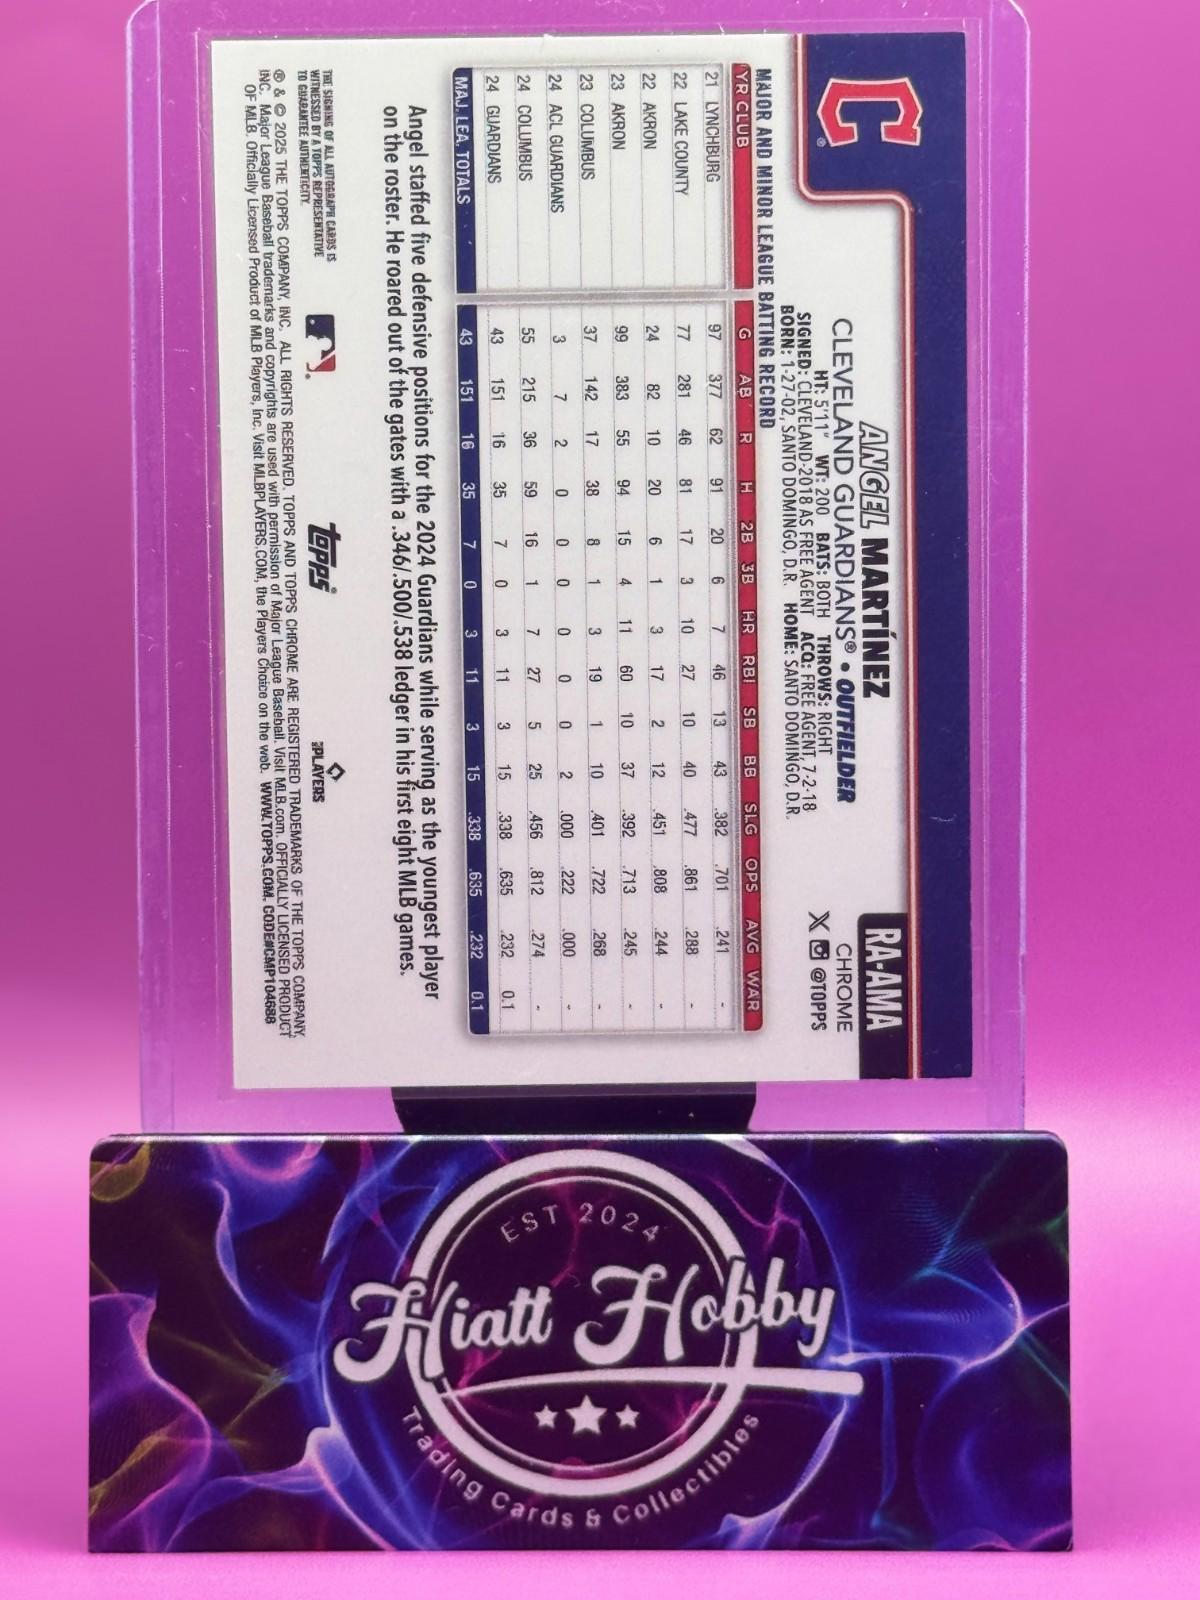 C
RA-AMA
CHROME
X @TOPPS
ANGEL MARTÍNEZ
CLEVELAND GUARDIANS® • OUTFIELDER
HT: 5'11" WT: 200 BATS: BOTH THROWS: RIGHT
SIGNED: CLEVELAND-2018 AS FREE AGENT ACQ: FREE AGENT, 7-2-18
BORN: 1-27-02, SANTO DOMINGO, D.R. HOME: SANTO DOMINGO, D.R.
MAJOR AND MINOR LEAGUE BATTING RECORD
YR CLUB G AB R H 2B 3B HR RBI SB BB SLG OPS AVG WAR
21 LYNCHBURG 97 377 62 91 20 6 7 46 13 43 .382 .701 .241 -
22 LAKE COUNTY 77 281 46 81 17 3 10 27 10 40 .477 .861 .288 -
22 AKRON 24 82 10 20 6 1 3 17 2 12 .451 .808 .244 -
23 AKRON 99 383 55 94 15 4 11 60 10 37 .392 .713 .245 -
23 COLUMBUS 37 142 17 38 8 1 3 19 1 10 .401 .722 .268 -
24 ACL GUARDIANS 3 7 2 0 0 0 0 0 0 2 .000 .222 .000 -
24 COLUMBUS 55 215 36 59 16 1 7 27 5 25 .456 .812 .274 -
24 GUARDIANS 43 151 16 35 7 0 3 11 3 15 .338 .635 .232 0.1
MAJ. LEA. TOTALS 43 151 16 35 7 0 3 11 3 15 .338 .635 .232 0.1
Angel staffed five defensive positions for the 2024 Guardians while serving as the youngest player
on the roster. He roared out of the gates with a .346/.500/.538 ledger in his first eight MLB games.
THE SIGNING OF ALL AUTOGRAPH CARDS IS
WITNESSED BY A TOPPS REPRESENTATIVE
TO GUARANTEE AUTHENTICITY.
topps®
PLAYERS
® & © 2025 THE TOPPS COMPANY, INC. ALL RIGHTS RESERVED. TOPPS AND TOPPS CHROME ARE REGISTERED TRADEMARKS OF THE TOPPS COMPANY,
INC. Major League Baseball trademarks and copyrights are used with permission of Major League Baseball. Visit MLB.com. OFFICIALLY LICENSED PRODUCT
OF MLB. Officially Licensed Product of MLB Players, Inc. Visit MLBPLAYERS.COM, the Players Choice on the web. WWW.TOPPS.COM. CODE#CMP104688
EST 2024
Hiatt Hobby
Trading Cards & Collectibles